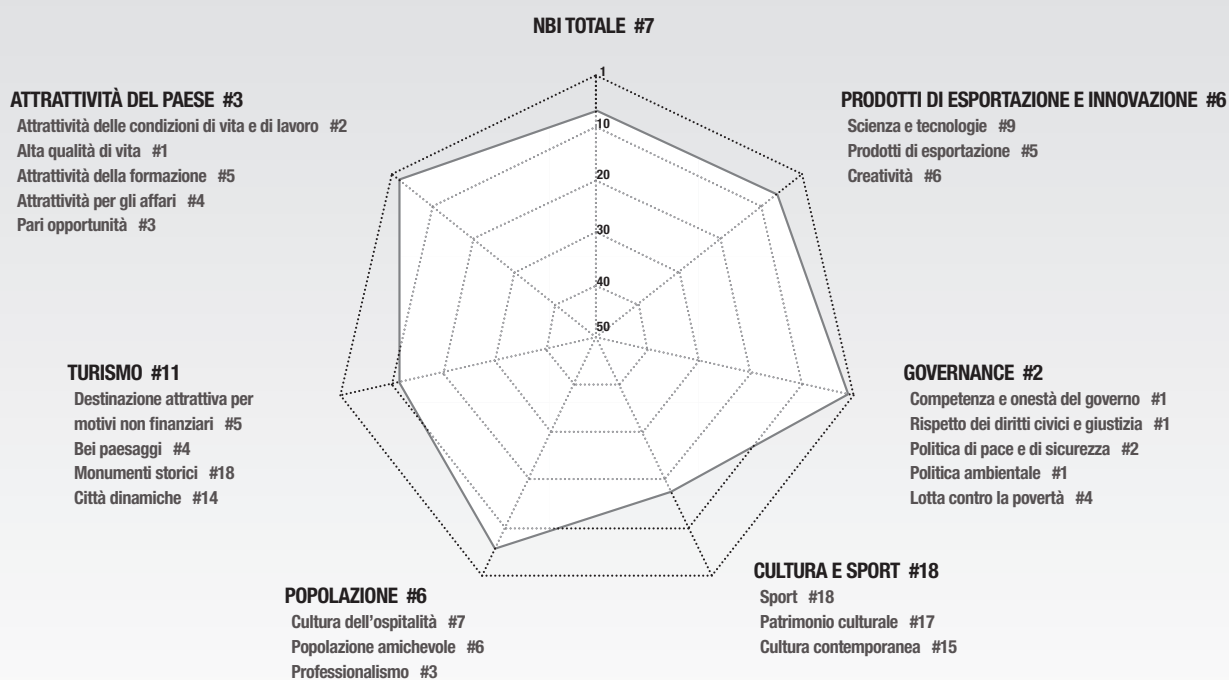 NBI TOTALE #7
ATTRATTIVITÀ DEL PAESE #3
Attrattività delle condizioni di vita e di lavoro #2
Alta qualità di vita #1
Attrattività della formazione #5
Attrattività per gli affari #4
Pari opportunità #3
PRODOTTI DI ESPORTAZIONE E INNOVAZIONE #6
Scienza e tecnologie #9
Prodotti di esportazione #5
Creatività #6
1
10
20
30
40
50
TURISMO #11
Destinazione attrattiva per
motivi non finanziari #5
Bei paesaggi #4
Monumenti storici #18
Città dinamiche #14
GOVERNANCE #2
Competenza e onestà del governo #1
Rispetto dei diritti civici e giustizia #1
Politica di pace e di sicurezza #2
Politica ambientale #1
Lotta contro la povertà #4
POPOLAZIONE #6
Cultura dell’ospitalità #7
Popolazione amichevole #6
Professionalismo #3
CULTURA E SPORT #18
Sport #18
Patrimonio culturale #17
Cultura contemporanea #15